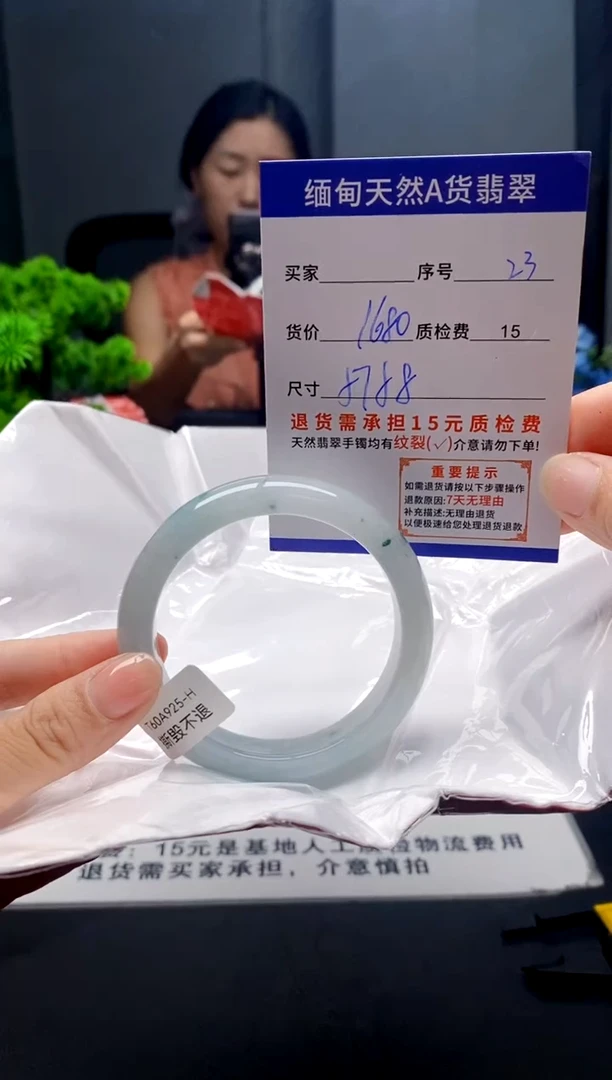 缅甸天然A货翡翠
买家 序号 23
货价 1680 质检费 15
尺寸
退货需承担15元质检费
天然翡翠手镯均有纹裂(√)介意请勿下单!
重要提示
如需退货请按以下步骤操作
退款原因:7天无理由
补充描述:无理由退货
以便极速给您处理退货退款
60A925-H
撕毁不退
：15元是基地人工质检物流费用
退货需买家承担，介意慎拍